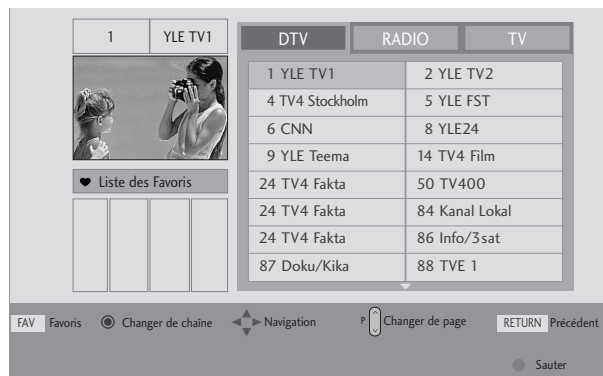 1 YLE TV1
DTV RADIO TV
1 YLE TV1 2 YLE TV2
4 TV4 Stockholm 5 YLE FST
6 CNN 8 YLE24
9 YLE Teema 14 TV4 Film
Liste des Favoris
24 TV4 Fakta 50 TV400
24 TV4 Fakta 84 Kanal Lokal
24 TV4 Fakta 86 Info/3sat
87 Doku/Kika 88 TVE 1
FAV Favoris Changer de chaîne Navigation P Changer de page RETURN Précédent
Sauter